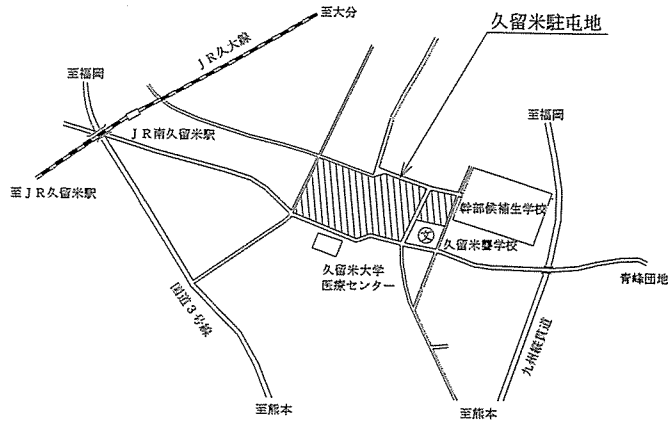 至大分
久留米駐屯地
JR久大線
至福岡
至福岡
JR南久留米駅
至JR久留米駅
幹部候補生学校
文
久留米聾学校
久留米大学
医療センター
青峰団地
国道3号線
九州縦貫道
至熊本
至熊本